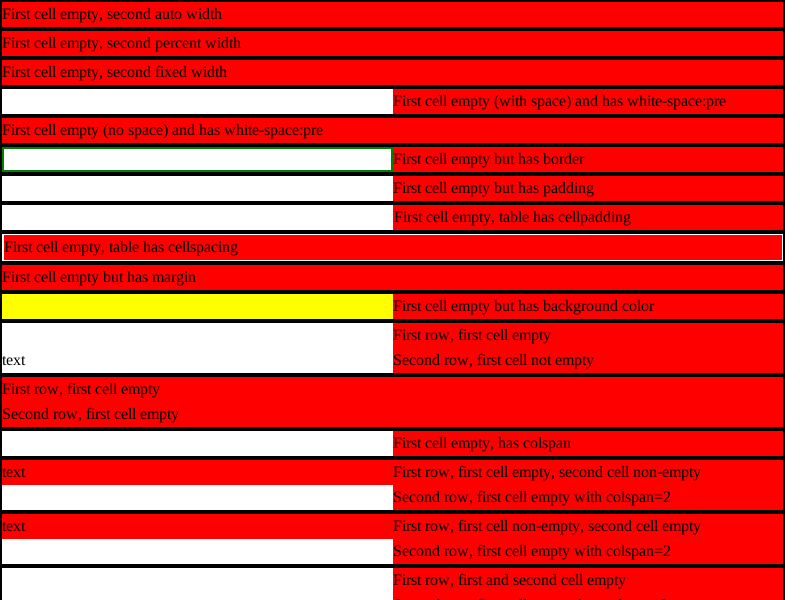 First cell empty, second auto width
First cell empty, second percent width
First cell empty, second fixed width
First cell empty (with space) and has white-space:pre
First cell empty (no space) and has white-space:pre
First cell empty but has border
First cell empty but has padding
First cell empty, table has cellpadding
First cell empty, table has cellspacing
First cell empty but has margin
First cell empty but has background color
First row, first cell empty
text Second row, first cell not empty
First row, first cell empty
Second row, first cell empty
First cell empty, has colspan
text First row, first cell empty, second cell non-empty
Second row, first cell empty with colspan=2
text First row, first cell non-empty, second cell empty
Second row, first cell empty with colspan=2
First row, first and second cell empty